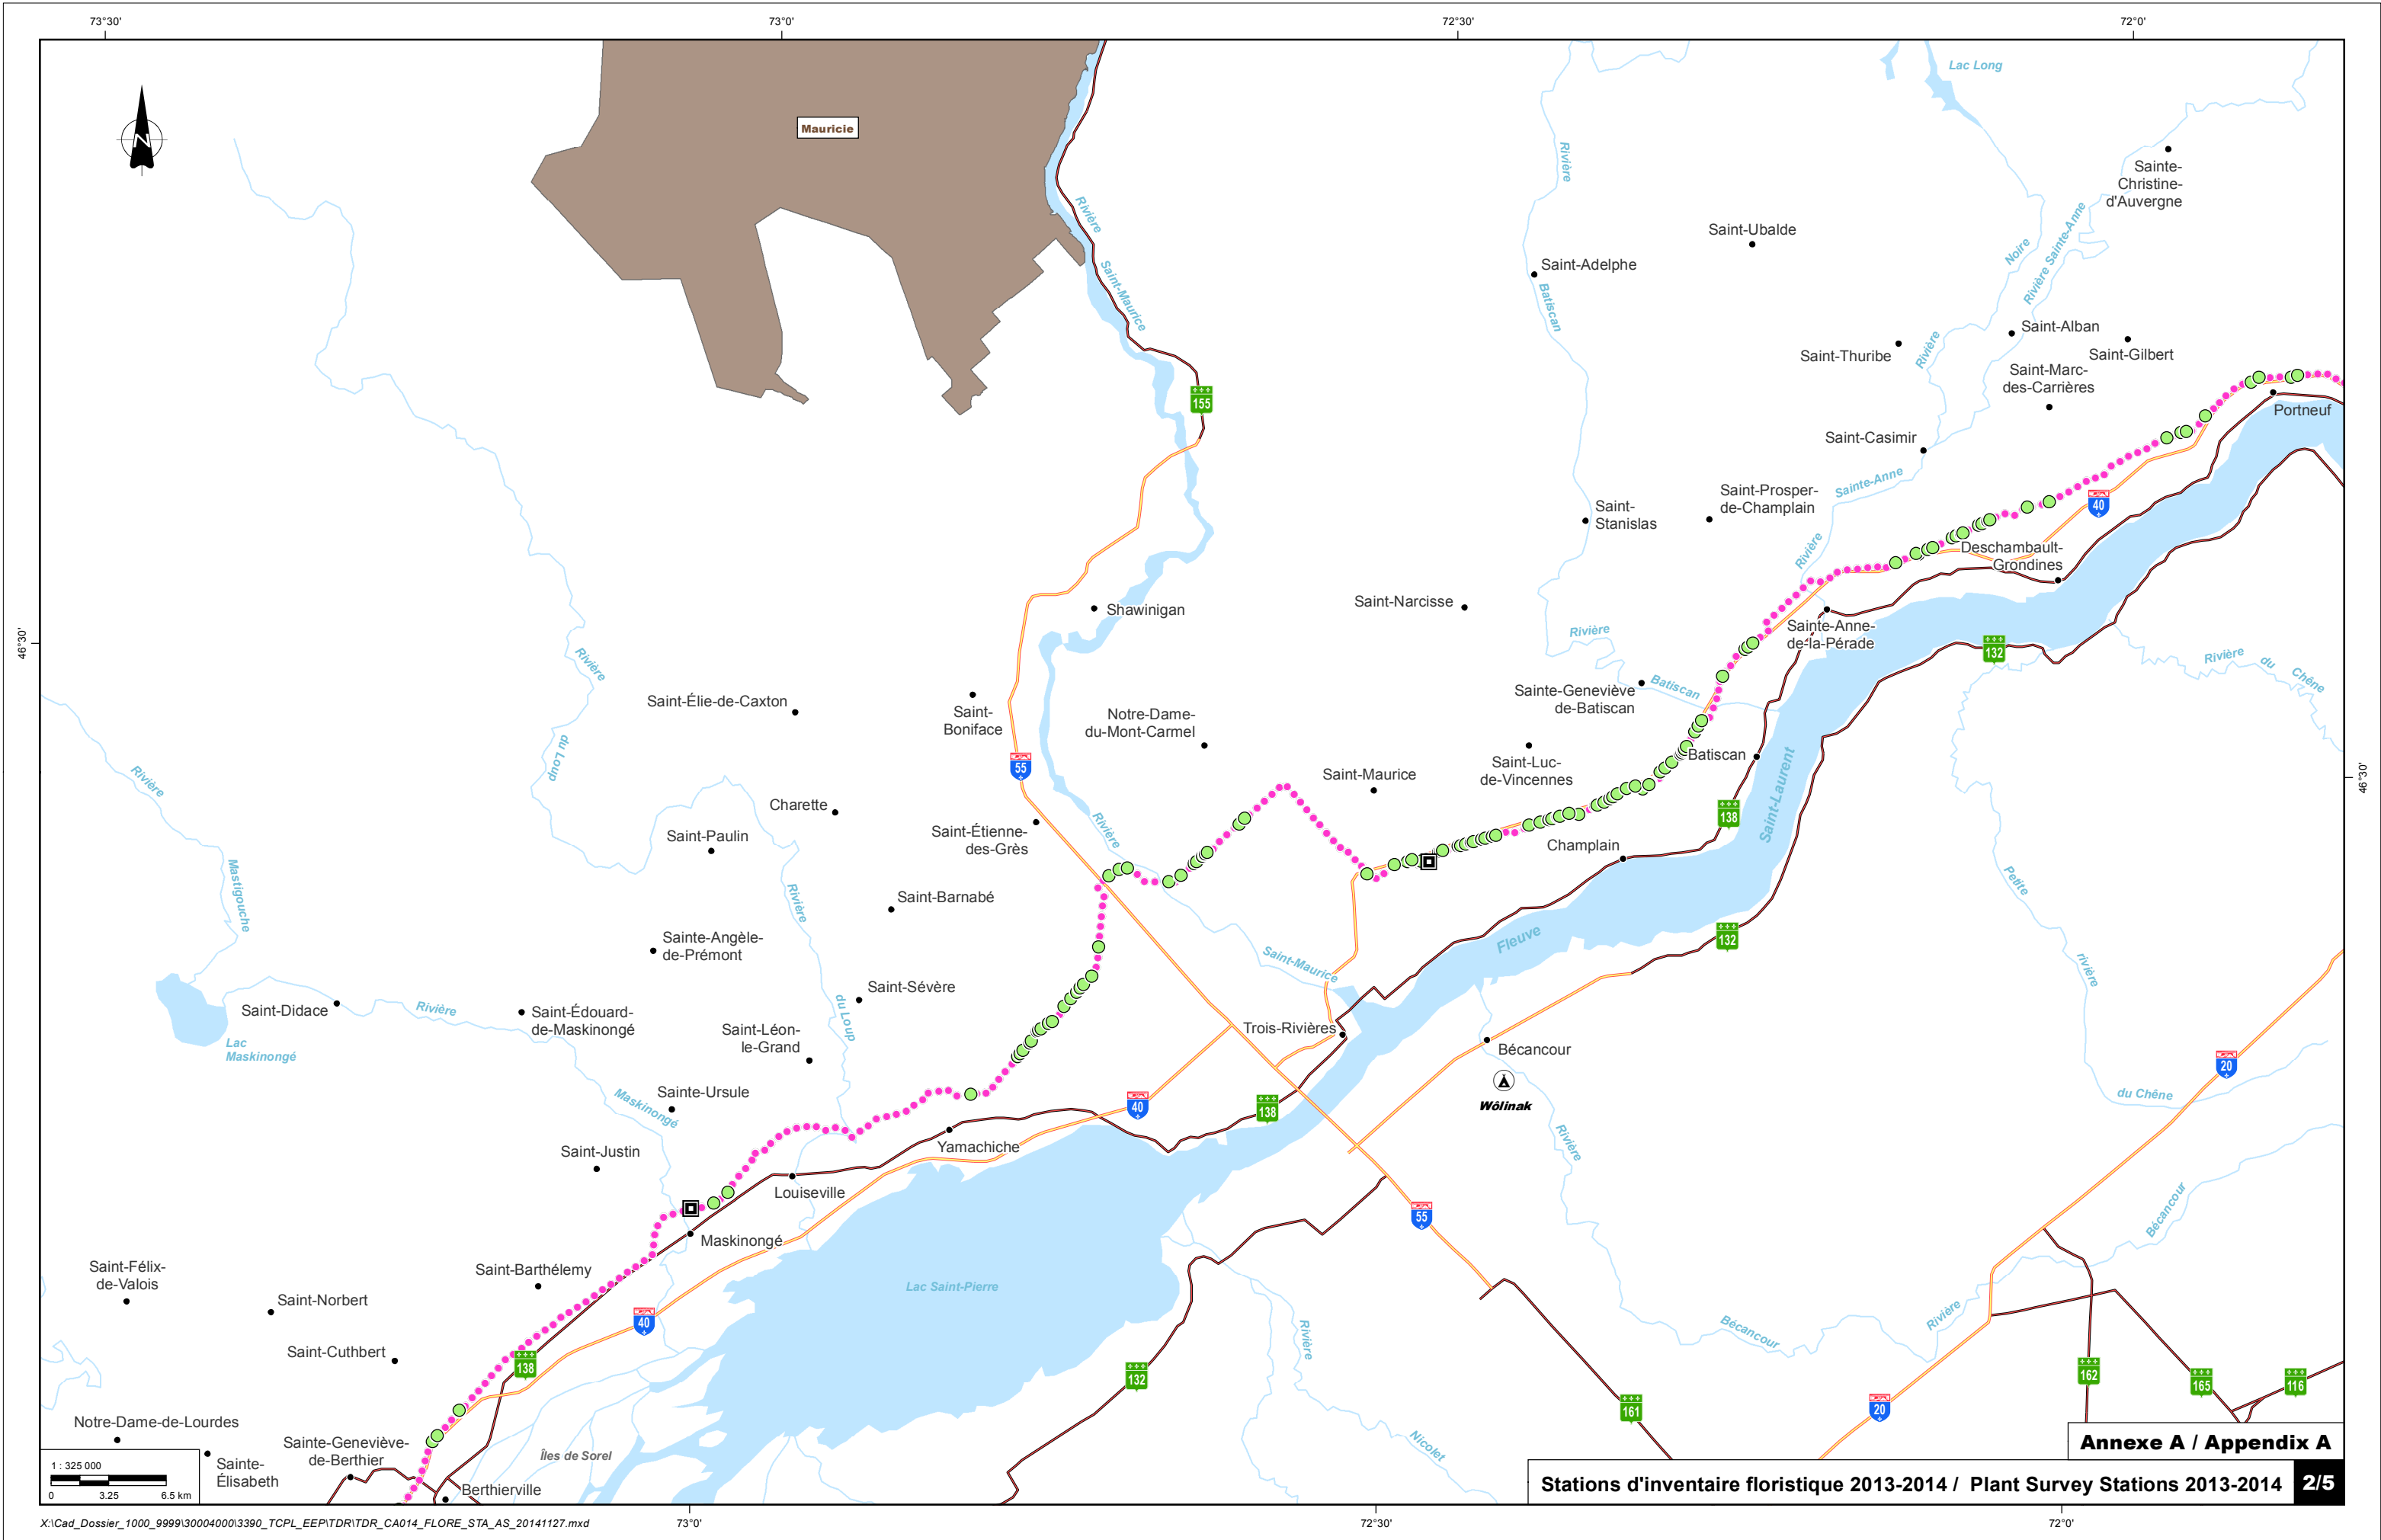 73°30'
73°0'
72°30'
72°0'
46°30'
46°30'
N
Mauricie
Lac Long
Rivière
Saint-Maurice
Rivière
Batiscan
Sainte-
Christine-
d'Auvergne
Saint-Ubalde
Saint-Adelphe
Noire
Rivière Sainte-Anne
Rivière
Saint-Alban
Saint-Gilbert
Saint-Thuribe
Saint-Marc-
des-Carrières
155
Portneuf
Saint-Casimir
Sainte-Anne
Rivière
Saint-Prosper-
de-Champlain
Saint-
Stanislas
40
Deschambault-
Grondines
Shawinigan
Saint-Narcisse
Rivière
Batiscan
Sainte-Anne-
de-la-Pérade
132
Rivière
du
Chêne
Rivière
du Loup
Saint-Élie-de-Caxton
Saint-
Boniface
Notre-Dame-
du-Mont-Carmel
Sainte-Geneviève
de-Batiscan
Batiscan
55
Saint-Luc-
de-Vincennes
Saint-Maurice
Rivière
Mastigouche
Charette
Saint-Paulin
Saint-Étienne-
des-Grès
Rivière
Saint-Maurice
138
Saint-Laurent
Champlain
Petite
rivière
du Chêne
Rivière
du Loup
Saint-Barnabé
Sainte-Angèle-
de-Prémont
Fleuve
132
Saint-Sévère
Saint-Didace
Rivière
Maskinongé
Saint-Édouard-
de-Maskinongé
Saint-Léon-
le-Grand
Lac
Maskinongé
Trois-Rivières
Bécancour
Wôlinak
20
Sainte-Ursule
40
138
Yamachiche
Saint-Justin
Rivière
Bécancour
Rivière
Bécancour
Louiseville
55
Maskinongé
Saint-Félix-
de-Valois
Saint-Barthélemy
Lac Saint-Pierre
Saint-Norbert
40
Rivière
Nicolet
Saint-Cuthbert
138
132
162
165
116
161
20
Notre-Dame-de-Lourdes
Sainte-
Élisabeth
Sainte-Geneviève-
de-Berthier
Îles de Sorel
Berthierville
1 : 325 000
0 3.25 6.5 km
Annexe A / Appendix A
Stations d'inventaire floristique 2013-2014 / Plant Survey Stations 2013-2014 2/5
X:\Cad_Dossier_1000_9999\30004000\3390_TCPL_EEP\TDR\TDR_CA014_FLORE_STA_AS_20141127.mxd
73°0'
72°30'
72°0'